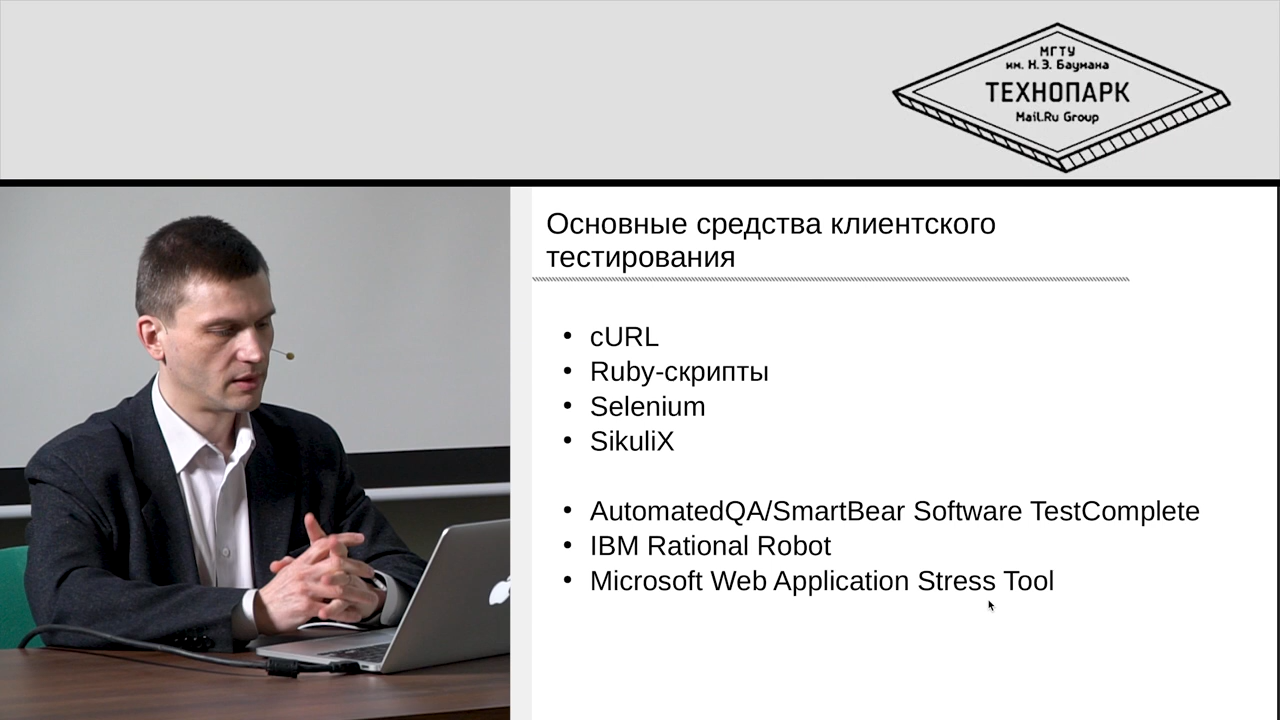 МГТУ
им. Н.Э. Баумана
ТЕХНОПАРК
Mail.Ru Group
Основные средства клиентского
тестирования
• cURL
• Ruby-скрипты
• Selenium
• SikuliX
• AutomatedQA/SmartBear Software TestComplete
• IBM Rational Robot
• Microsoft Web Application Stress Tool